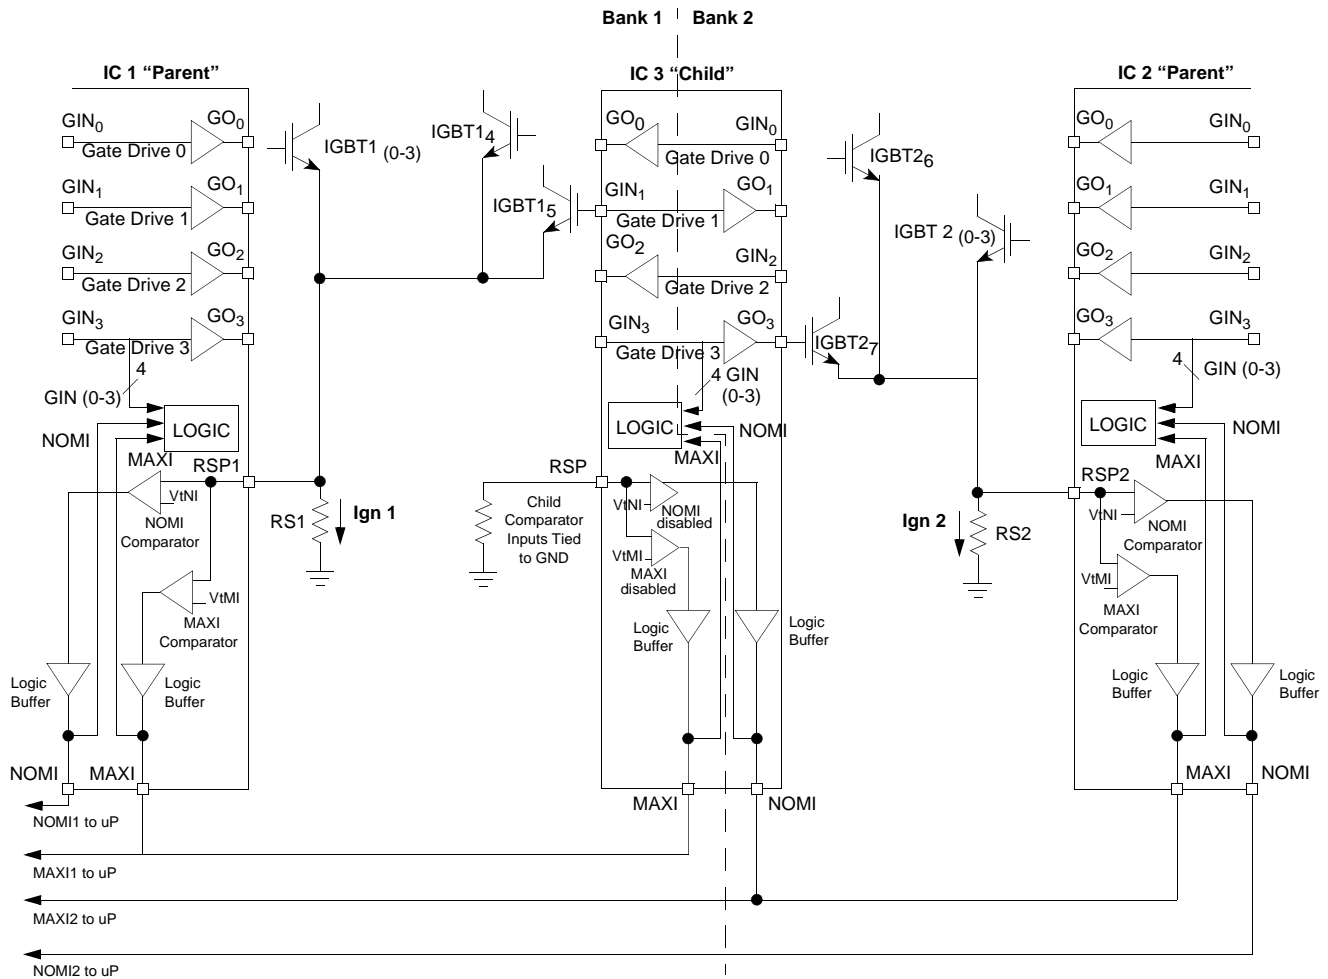 Bank 1 Bank 2
IC 1 “Parent”
IC 3 “Child”
IC 2 “Parent”
GIN0
GO0
Gate Drive 0
GIN1
GO1
Gate Drive 1
GIN2
GO2
Gate Drive 2
GIN3
GO3
Gate Drive 3
4
GIN (0-3)
LOGIC
NOMI
MAXI
RSP1
VtNI
NOMI
Comparator
VtMI
MAXI
Comparator
Logic
Buffer
Logic
Buffer
NOMI
MAXI
IGBT1 (0-3)
IGBT14
IGBT15
RS1
Ign 1
GO0
GIN0
Gate Drive 0
GIN1
GO1
Gate Drive 1
GO2
GIN2
Gate Drive 2
GIN3
GO3
Gate Drive 3
4 GIN
(0-3)
LOGIC
NOMI
MAXI
RSP
Child
Comparator
Inputs Tied
to GND
VtNI
NOMI
disabled
VtMI
MAXI
disabled
Logic
Buffer
Logic
Buffer
MAXI
NOMI
IGBT26
IGBT 2 (0-3)
IGBT27
Ign 2
RS2
GO0
GIN0
GO1
GIN1
GO2
GIN2
GO3
GIN3
4
GIN (0-3)
LOGIC
NOMI
MAXI
RSP2
VtNI
NOMI
Comparator
VtMI
MAXI
Comparator
Logic
Buffer
Logic
Buffer
MAXI
NOMI
NOMI1 to uP
MAXI1 to uP
MAXI2 to uP
NOMI2 to uP